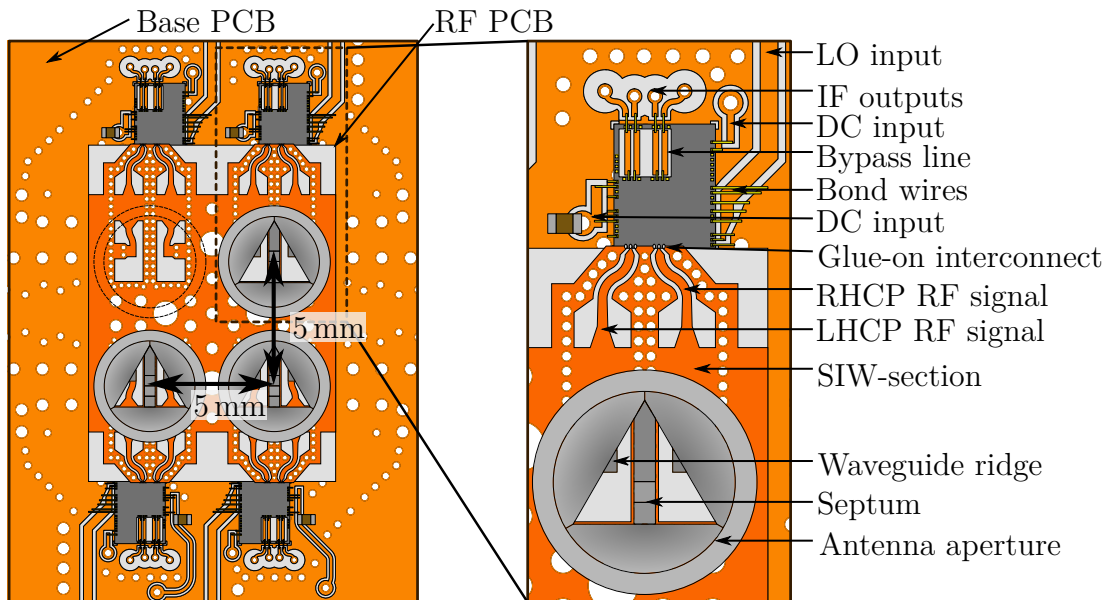 Base PCB
RF PCB
5 mm
5 mm
LO input
IF outputs
DC input
Bypass line
Bond wires
DC input
Glue-on interconnect
RHCP RF signal
LHCP RF signal
SIW-section
Waveguide ridge
Septum
Antenna aperture